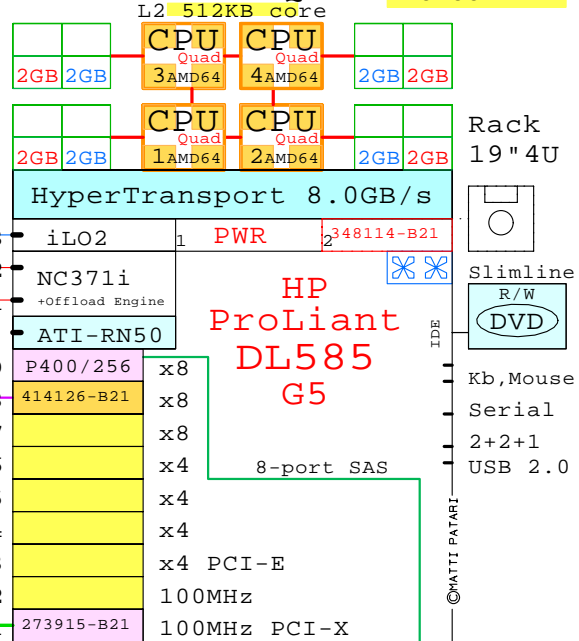 L2 512KB core
CPU
Quad
3AMD64
CPU
Quad
4AMD64
2GB 2GB
2GB 2GB
CPU
Quad
1AMD64
CPU
Quad
2AMD64
2GB 2GB
2GB 2GB
Rack
19"4U
HyperTransport 8.0GB/s
iLO2
1 PWR 2
348114-B21
NC371i
+Offload Engine
HP
ProLiant
DL585
G5
Slimline
R/W
DVD
IDE
ATI-RN50
P400/256 x8
414126-B21 x8
x8
x4
8-port SAS
x4
x4
x4 PCI-E
100MHz
273915-B21 100MHz PCI-X
Kb,Mouse
Serial
2+2+1
USB 2.0
©MATTI PATARI